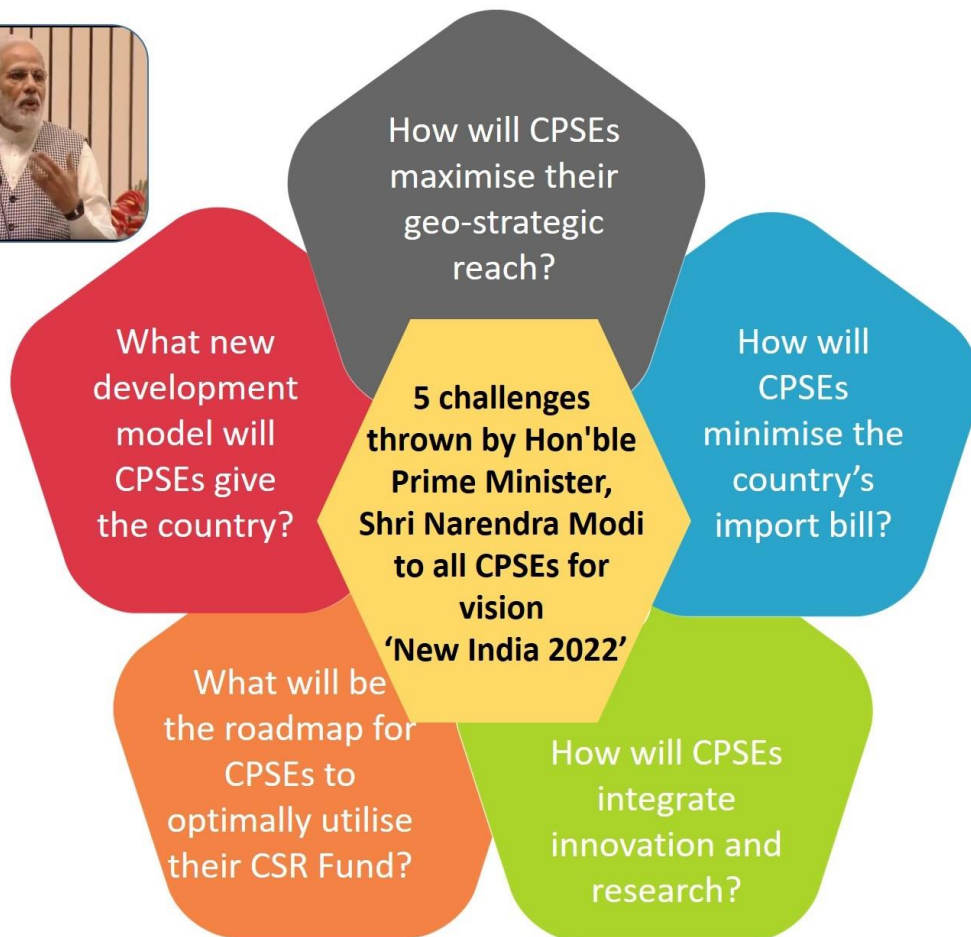 How will CPSEs
maximise their
geo-strategic
reach?
How will
CPSEs
minimise the
country’s
import bill?
How will CPSEs
integrate
innovation and
research?
What will be
the roadmap for
CPSEs to
optimally utilise
their CSR Fund?
What new
development
model will
CPSEs give
the country?
5 challenges
thrown by Hon'ble
Prime Minister,
Shri Narendra Modi
to all CPSEs for
vision
‘New India 2022’